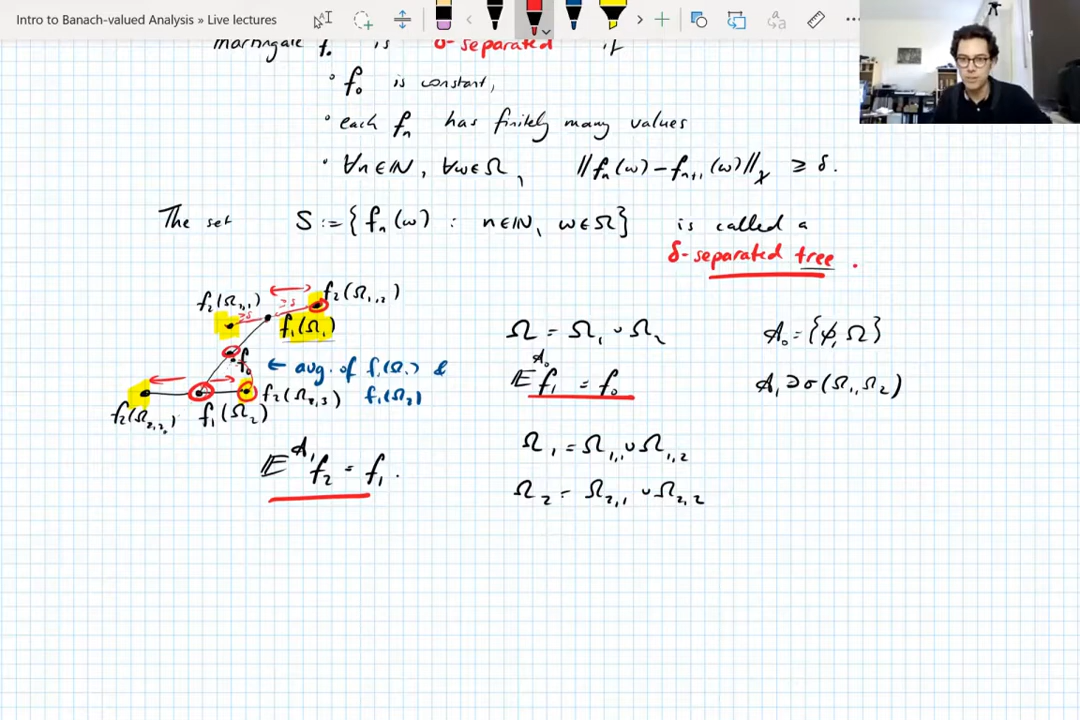 Intro to Banach-valued Analysis » Live lectures
martingale f. is δ-separated if
• f₀ is constant,
• each fₙ has finitely many values
• ∀n∈ℕ, ∀ω∈Ω, ||fₙ(ω) - fₙ₊₁(ω)||_X ≥ δ.
The set S := {fₙ(ω) : n∈ℕ, ω∈Ω} is called a
δ-separated tree.
f₂(Ω₁,₁) ≥δ ≥δ f₂(Ω₁,₂)
f₁(Ω₁)
f₀ ← avg. of f₁(Ω₁) &
f₁(Ω₂)
f₂(Ω₂,₃)
f₂(Ω₂,₂) f₁(Ω₂)
𝔼^A₁ f₂ = f₁.
Ω = Ω₁ ∪ Ω₂ A₀ = {∅, Ω}
𝔼^A₀ f₁ = f₀ A₁ ⊃ σ(Ω₁, Ω₂)
Ω₁ = Ω₁,₁ ∪ Ω₁,₂
Ω₂ = Ω₂,₁ ∪ Ω₂,₂